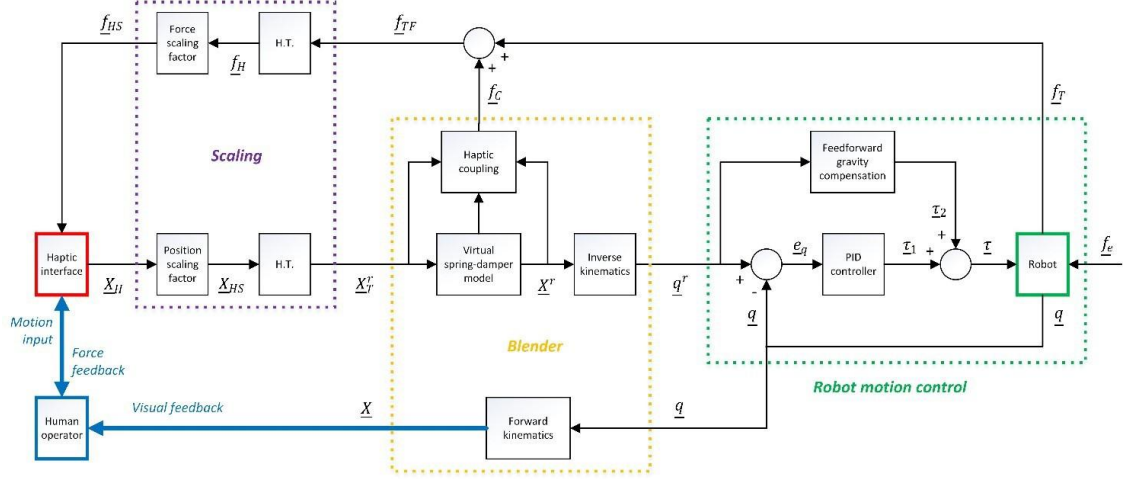 f_HS
Force
scaling
factor
f_H
H.T.
f_TF
+
+
f_C
f_T
Scaling
Haptic
coupling
Feedforward
gravity
compensation
τ_2
+
Haptic
interface
X_H
Position
scaling
factor
X_HS
H.T.
X_T^r
Virtual
spring-damper
model
X^r
Inverse
kinematics
q^r
+
-
q
e_q
PID
controller
τ_1
+
τ
Robot
f_e
q
Motion
input
Force
feedback
Blender
Robot motion control
Human
operator
Visual feedback
X
Forward
kinematics
q